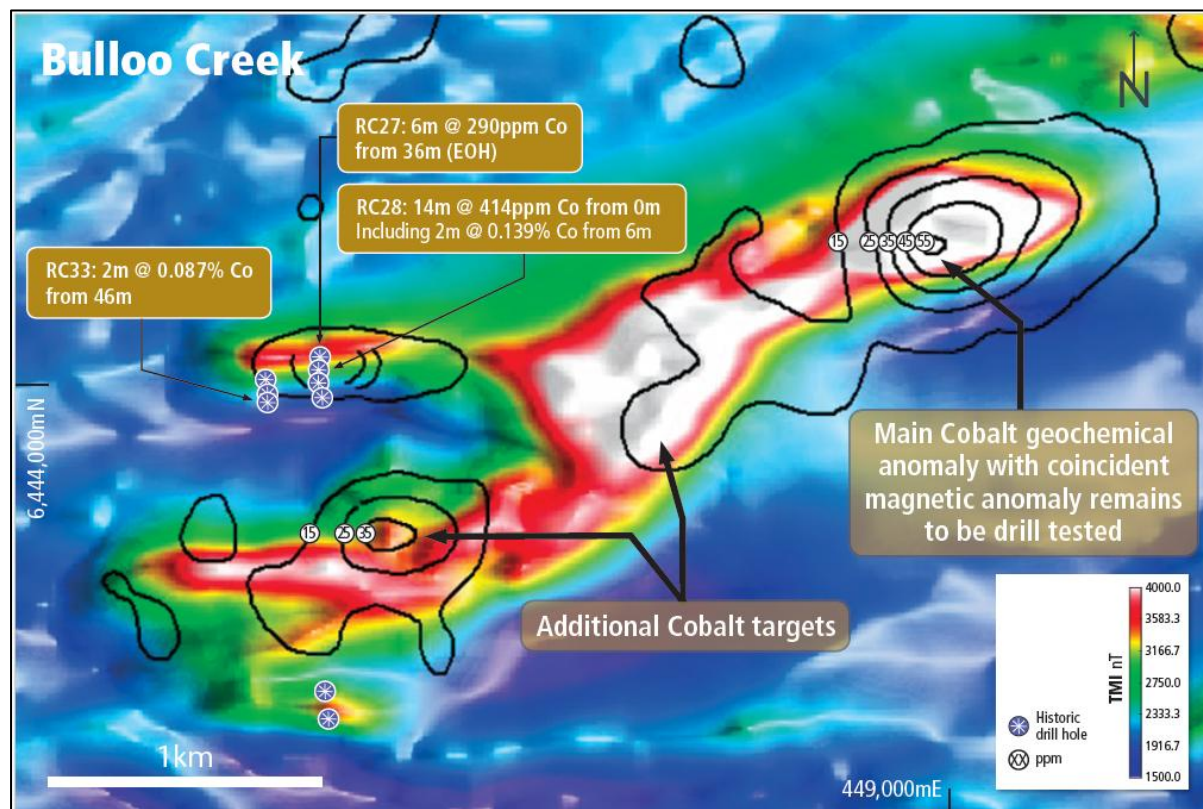 Bulloo Creek
N
RC27: 6m @ 290ppm Co
from 36m (EOH)
RC28: 14m @ 414ppm Co from 0m
Including 2m @ 0.139% Co from 6m
RC33: 2m @ 0.087% Co
from 46m
15 25 35 45 55
6,444,000mN
Main Cobalt geochemical
anomaly with coincident
magnetic anomaly remains
to be drill tested
15 25 35
Additional Cobalt targets
TMI nT
4000.0
3583.3
3166.7
2750.0
2333.3
1916.7
1500.0
Historic
drill hole
XX ppm
1km
449,000mE